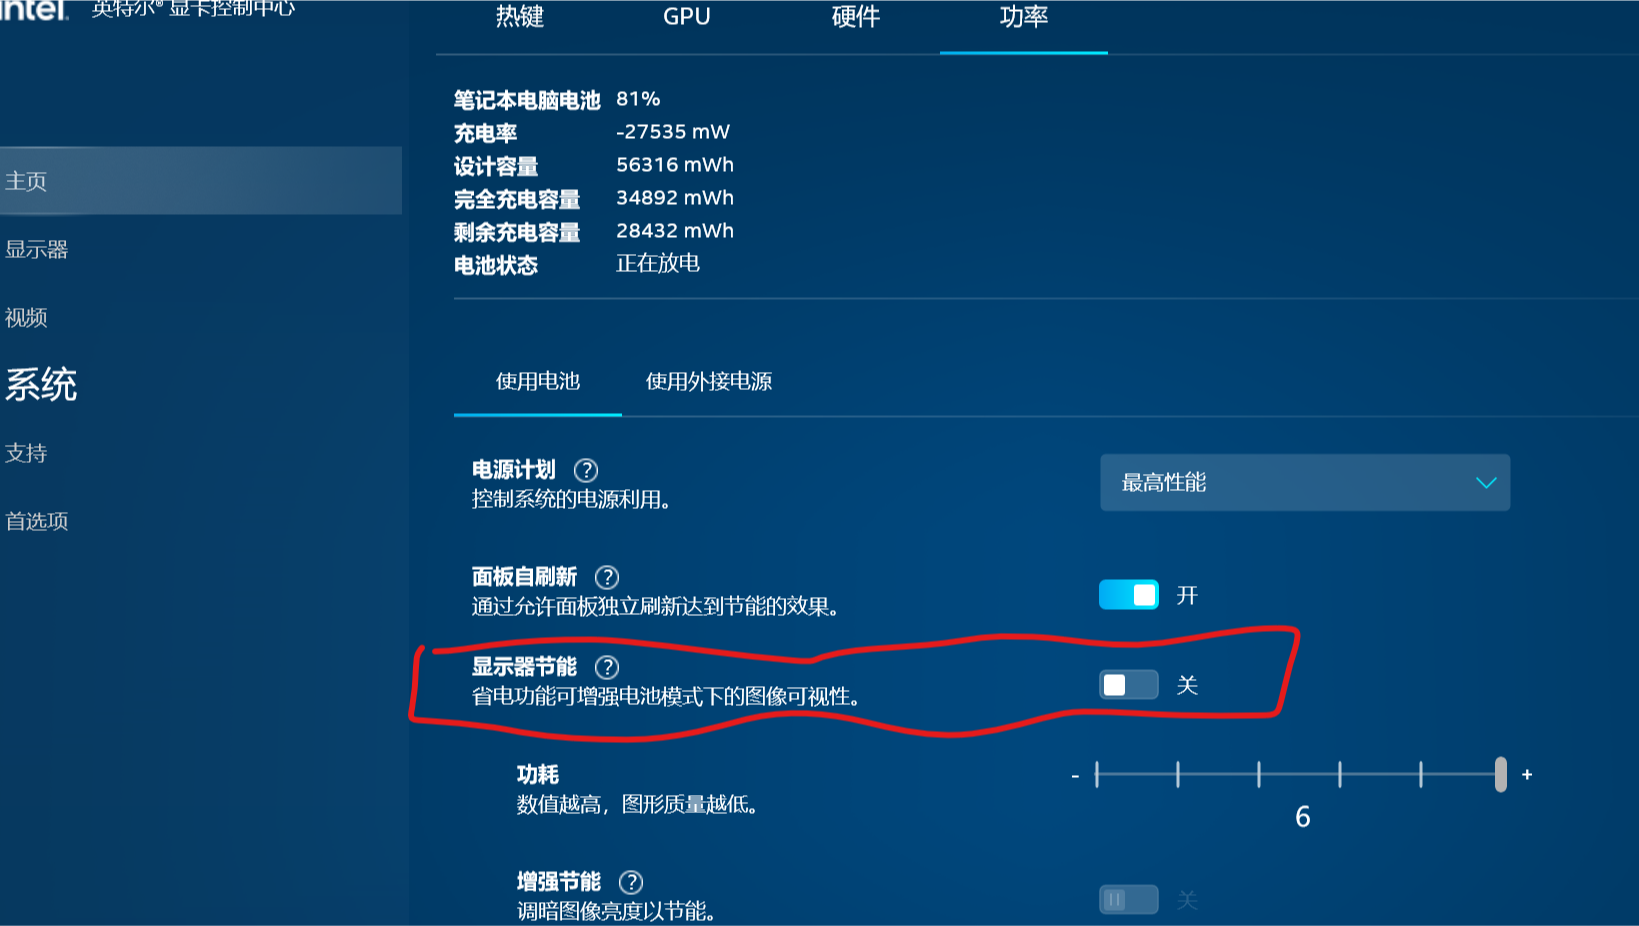 intel. 英特尔® 显卡控制中心
热键 GPU 硬件 功率
笔记本电脑电池 81%
充电率 -27535 mW
设计容量 56316 mWh
完全充电容量 34892 mWh
剩余充电容量 28432 mWh
电池状态 正在放电
主页
显示器
视频
系统
支持
首选项
使用电池 使用外接电源
电源计划 ?
控制系统的电源利用。
最高性能
面板自刷新 ?
通过允许面板独立刷新达到节能的效果。
开
显示器节能 ?
省电功能可增强电池模式下的图像可视性。
关
功耗
数值越高，图形质量越低。
- +
6
增强节能 ?
调暗图像亮度以节能。
关